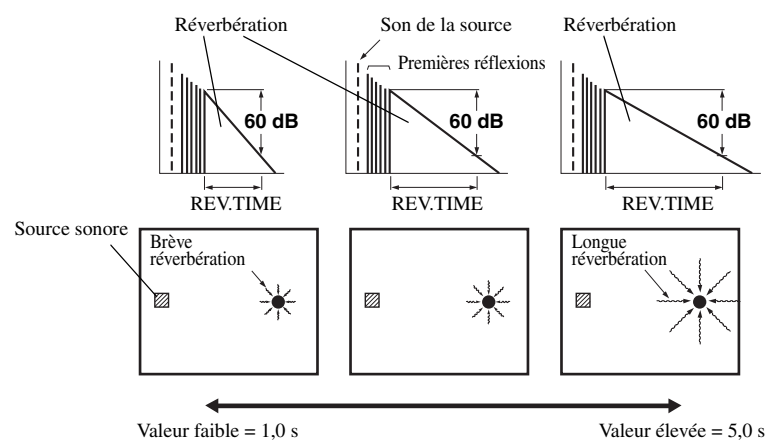 Réverbération
Son de la source
Réverbération
Premières réflexions
60 dB
60 dB
60 dB
REV.TIME
REV.TIME
REV.TIME
Source sonore
Brève
réverbération
Longue
réverbération
Valeur faible = 1,0 s
Valeur élevée = 5,0 s